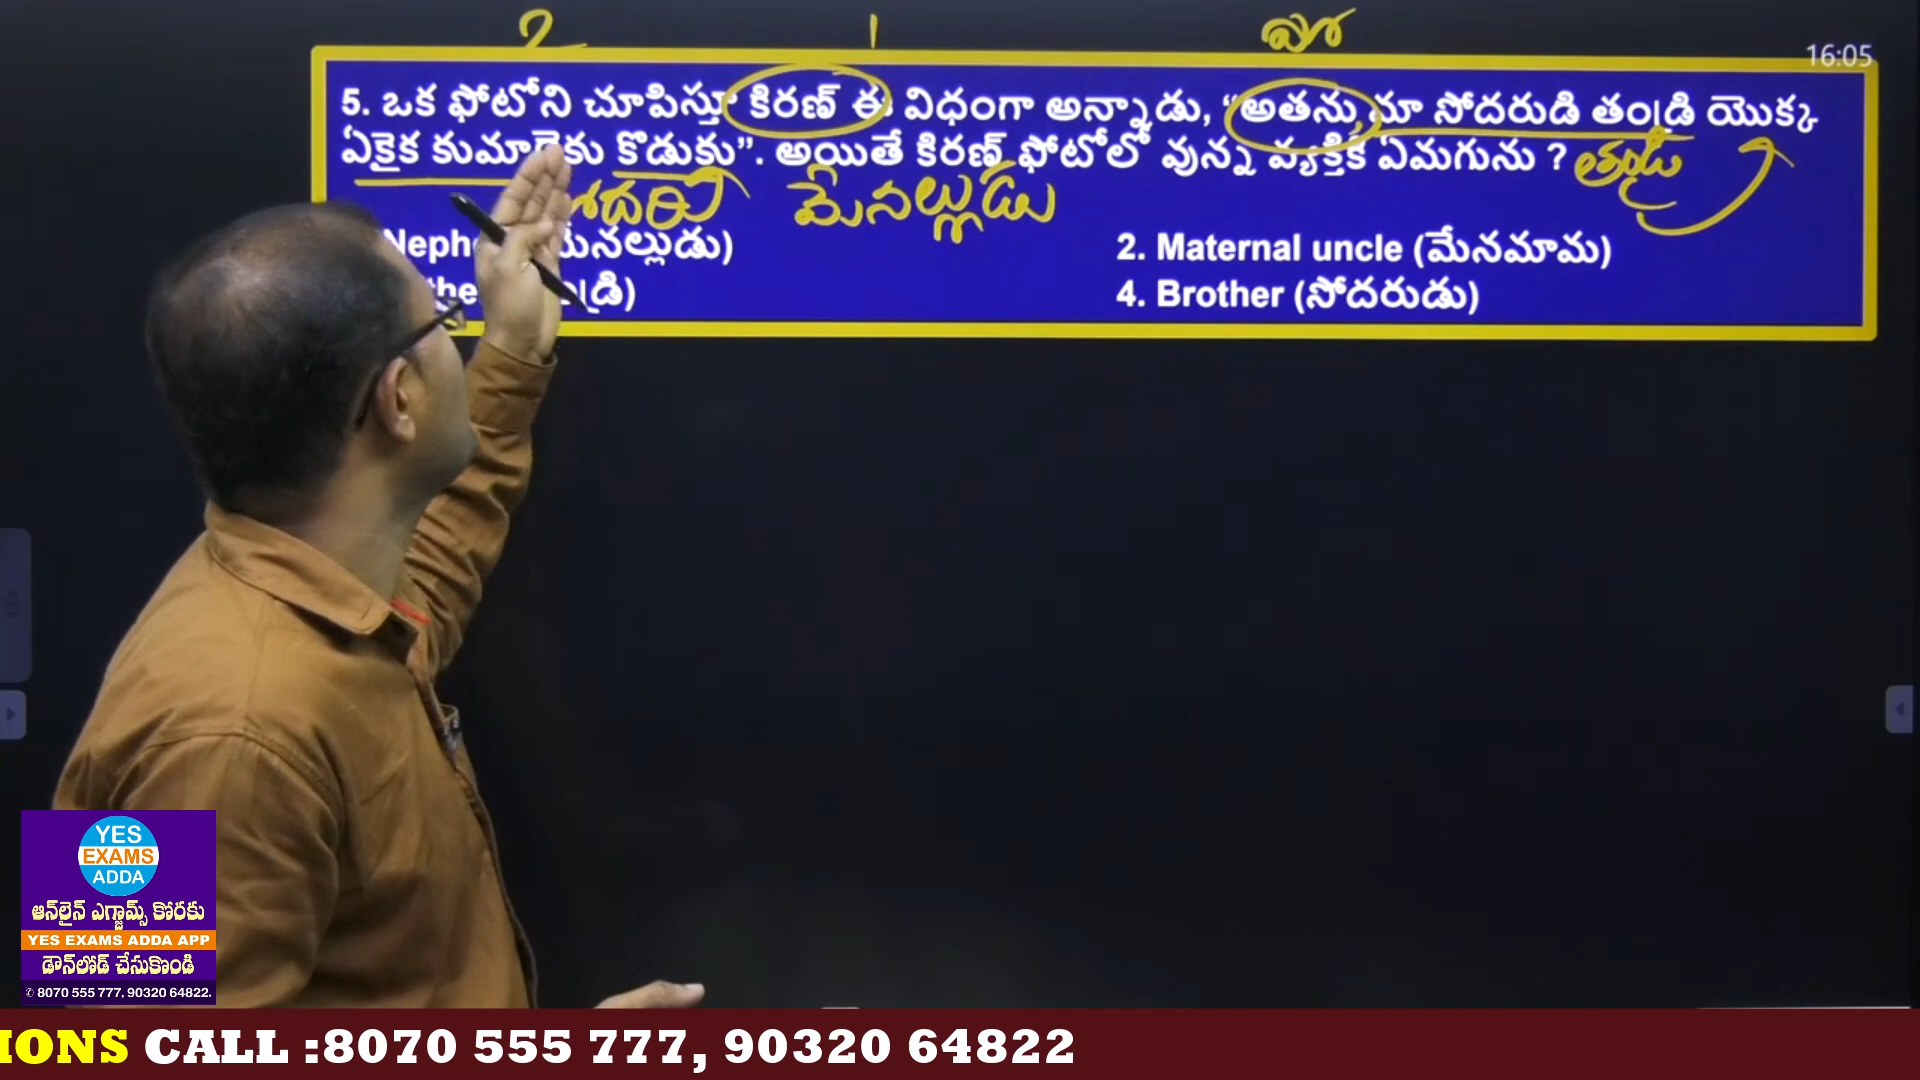 2 1 ఫో
16:05
5. ఒక ఫోటోని చూపిస్తూ కిరణ్ ఈ విధంగా అన్నాడు, “అతను, నా సోదరుడి తండ్రి యొక్క
ఏకైక కుమారైకు కొడుకు”. అయితే కిరణ్ ఫోటోలో వున్న వ్యక్తికి ఏమగును ?
తండ్రి
మేనల్లుడు
2. Maternal uncle (మేనమామ)
4. Brother (సోదరుడు)
YES
EXAMS
ADDA
ఆన్‌లైన్ ఎగ్జామ్స్ కోరకు
YES EXAMS ADDA APP
డౌన్‌లోడ్ చేసుకొండి
✆ 8070 555 777, 90320 64822.
IONS CALL :8070 555 777, 90320 64822